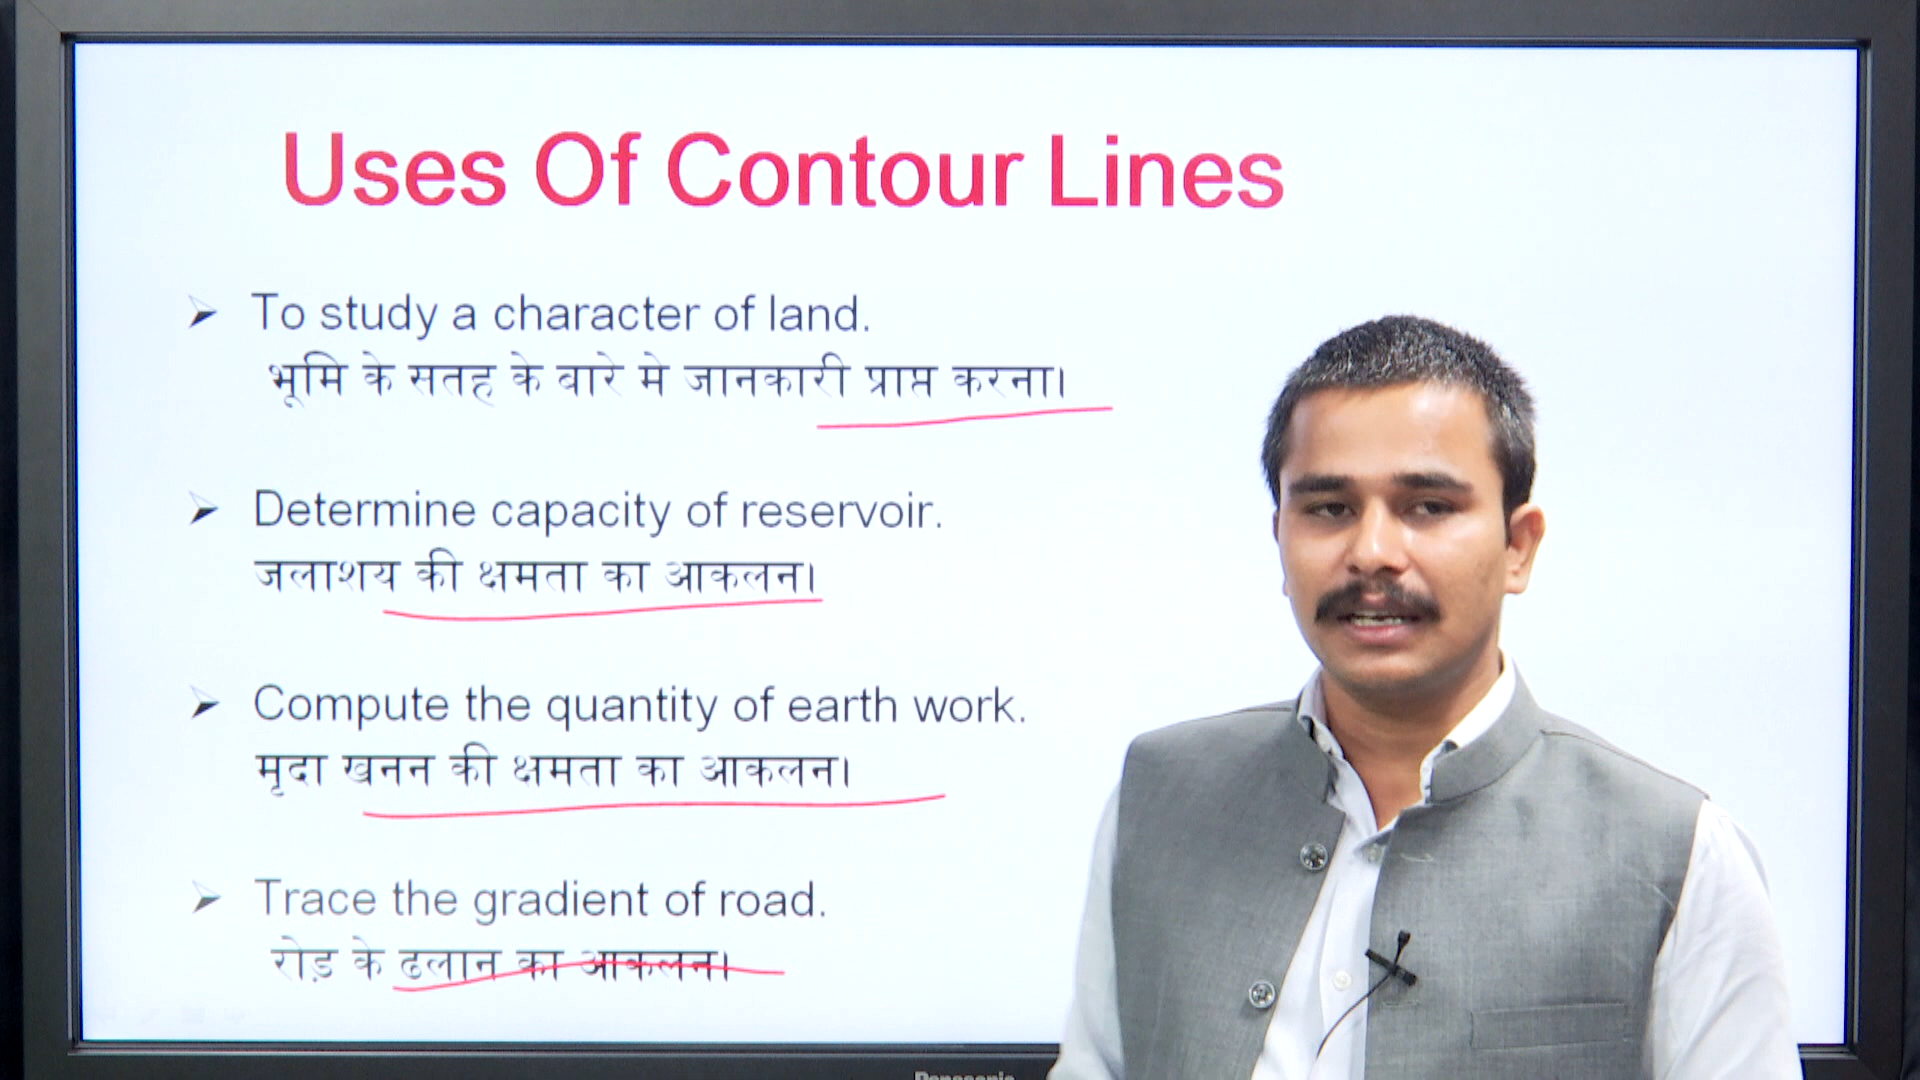 Uses Of Contour Lines
To study a character of land.
भूमि के सतह के बारे मे जानकारी प्राप्त करना।
Determine capacity of reservoir.
जलाशय की क्षमता का आकलन।
Compute the quantity of earth work.
मृदा खनन की क्षमता का आकलन।
Trace the gradient of road.
रोड़ के ढलान का आकलन।
Panasonic